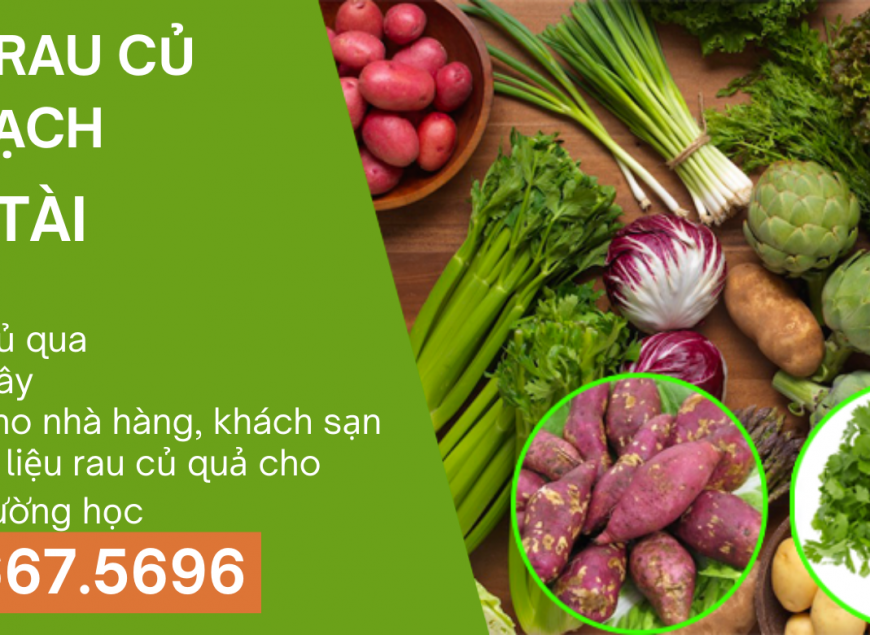 RAU CỦ
ẠCH
TÀI
ủ qua
ây
ho nhà hàng, khách sạn
liệu rau củ quả cho
ường học
667.5696